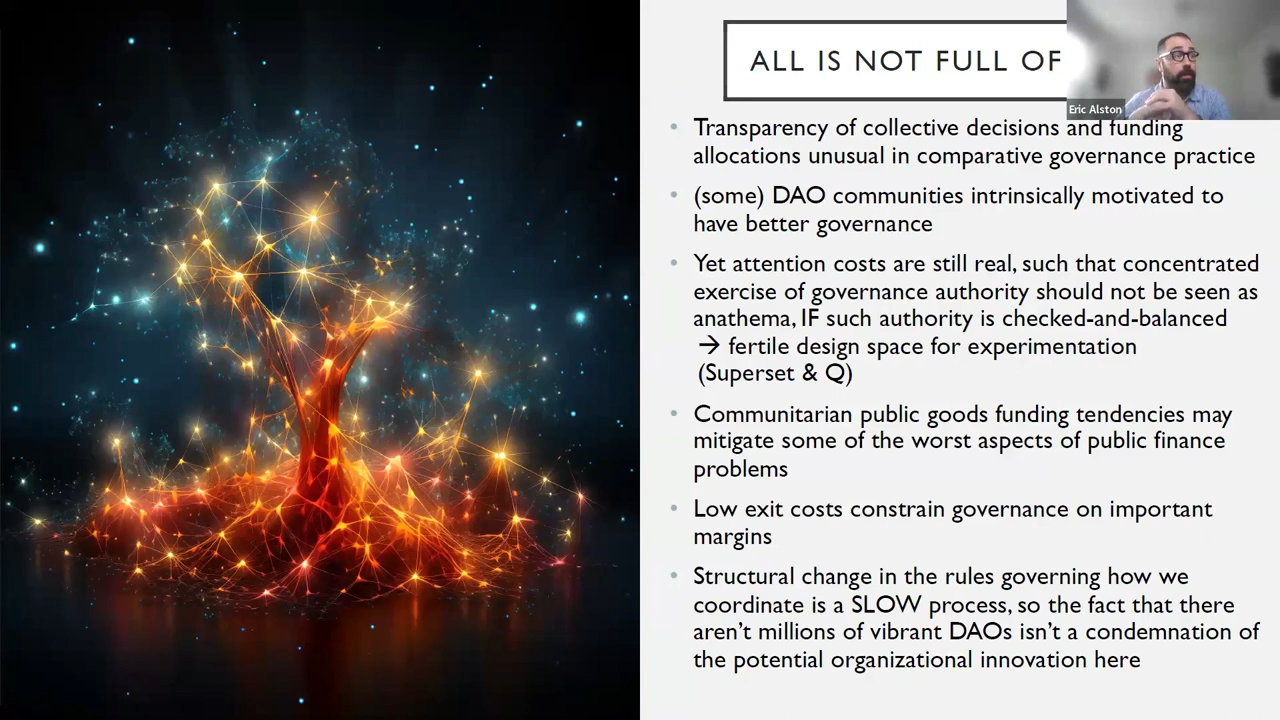 ALL IS NOT FULL OF
Eric Alston
• Transparency of collective decisions and funding
allocations unusual in comparative governance practice
• (some) DAO communities intrinsically motivated to
have better governance
• Yet attention costs are still real, such that concentrated
exercise of governance authority should not be seen as
anathema, IF such authority is checked-and-balanced
→ fertile design space for experimentation
(Superset & Q)
• Communitarian public goods funding tendencies may
mitigate some of the worst aspects of public finance
problems
• Low exit costs constrain governance on important
margins
• Structural change in the rules governing how we
coordinate is a SLOW process, so the fact that there
aren't millions of vibrant DAOs isn't a condemnation of
the potential organizational innovation here